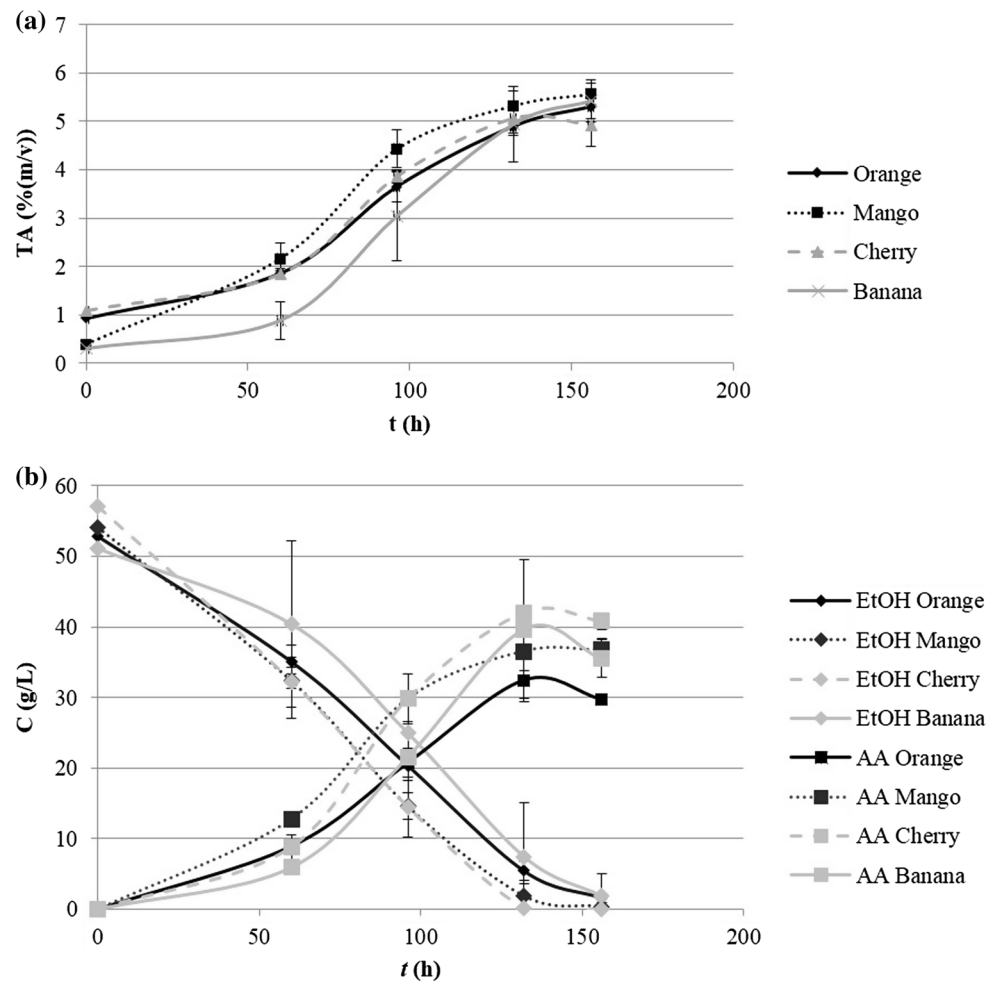 (a)
7
6
5
4
3
2
1
0
TA (%(m/v))
0 50 100 150 200
t (h)
Orange
Mango
Cherry
Banana
(b)
60
50
40
30
20
10
0
C (g/L)
0 50 100 150 200
t (h)
EtOH Orange
EtOH Mango
EtOH Cherry
EtOH Banana
AA Orange
AA Mango
AA Cherry
AA Banana